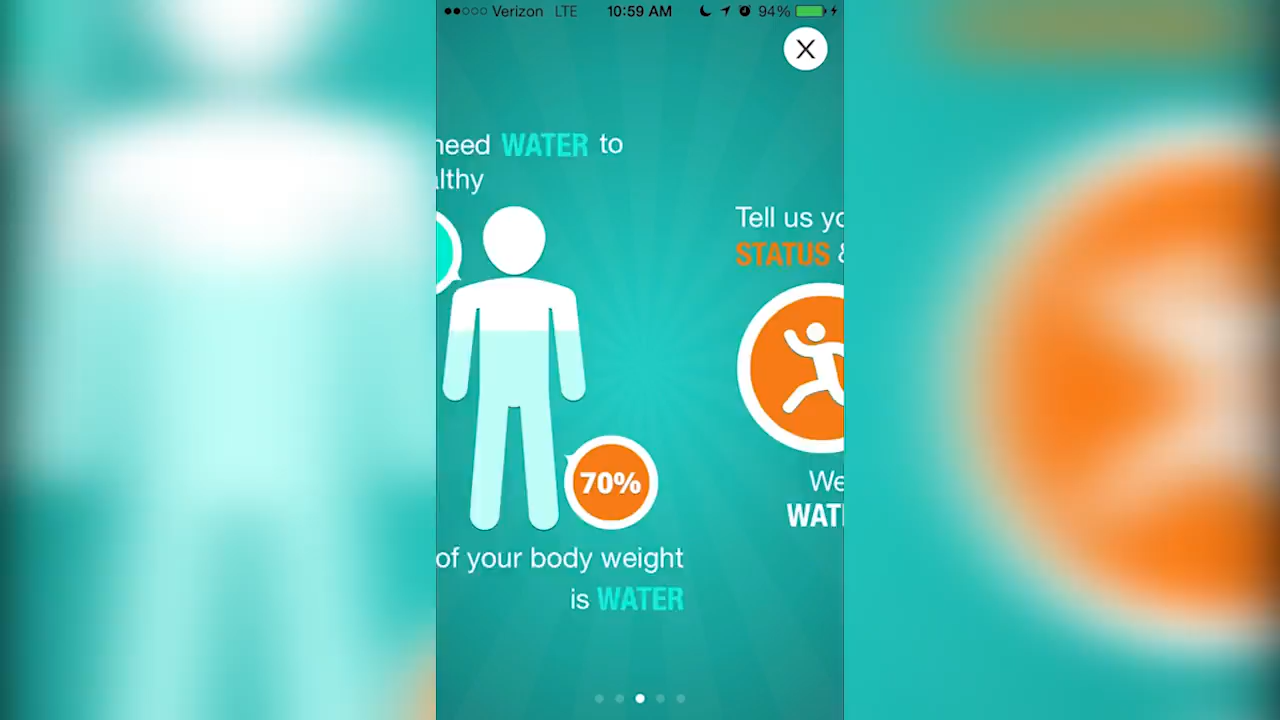 Verizon LTE 10:59 AM 94%
need WATER to
lthy
70%
of your body weight
is WATER
Tell us yo
STATUS &
We
WAT